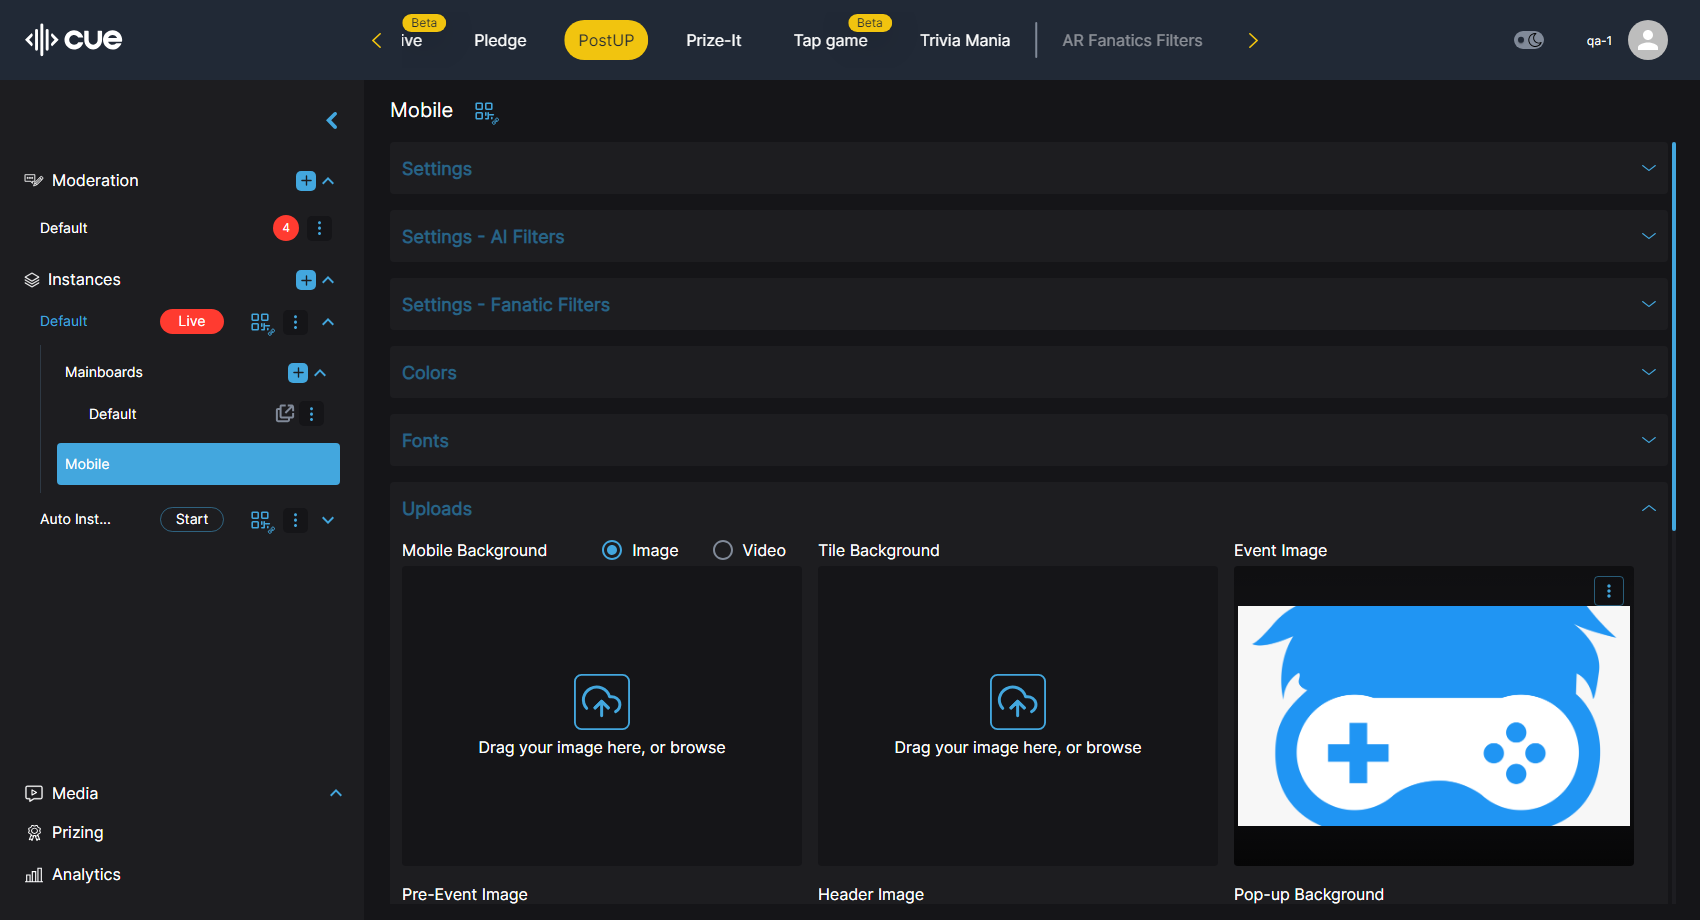 cue
Beta
ive
Pledge
PostUP
Prize-It
Beta
Tap game
Trivia Mania
AR Fanatics Filters
qa-1
Moderation
Default
4
Instances
Default
Live
Mainboards
Default
Mobile
Auto Inst...
Start
Media
Prizing
Analytics
Mobile
Settings
Settings - AI Filters
Settings - Fanatic Filters
Colors
Fonts
Uploads
Mobile Background
Image
Video
Tile Background
Event Image
Drag your image here, or browse
Drag your image here, or browse
Pre-Event Image
Header Image
Pop-up Background